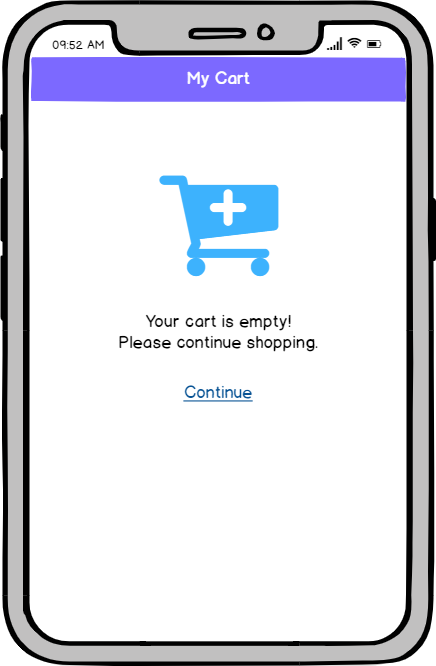 09:52 AM
My Cart
Your cart is empty!
Please continue shopping.
Continue